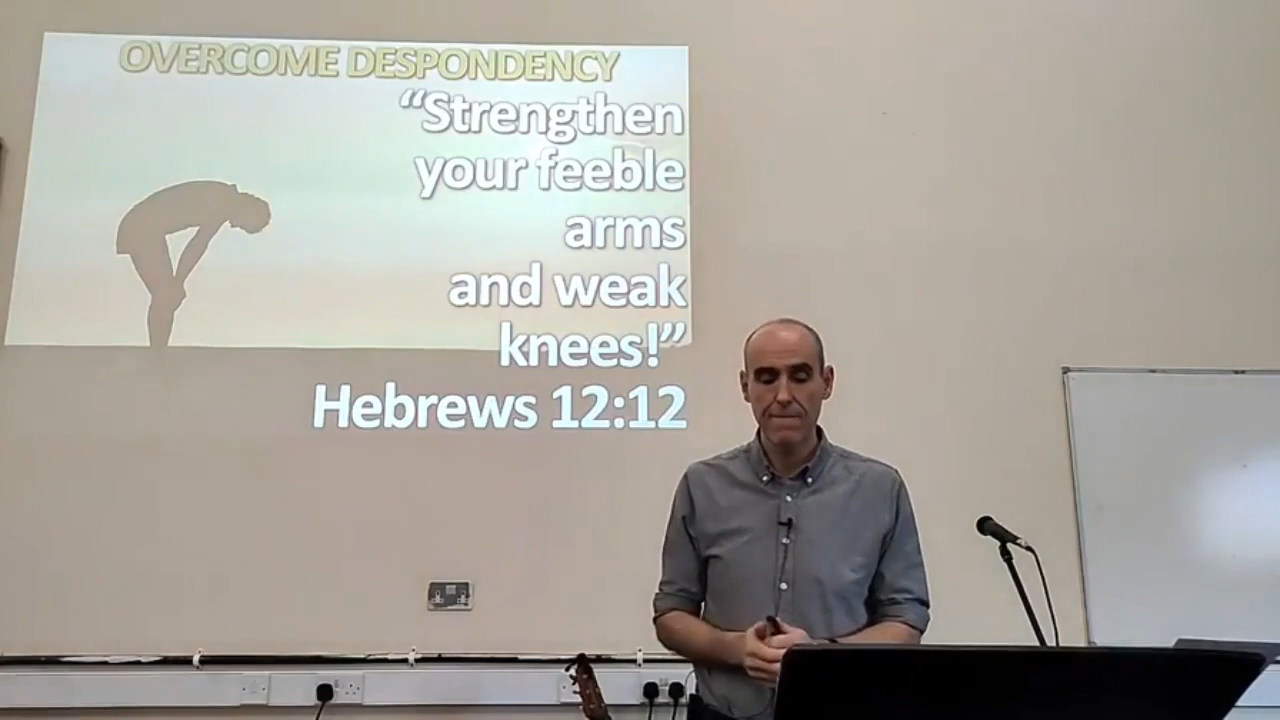 OVERCOME DESPONDENCY
“Strengthen
your feeble
arms
and weak
knees!”
Hebrews 12:12